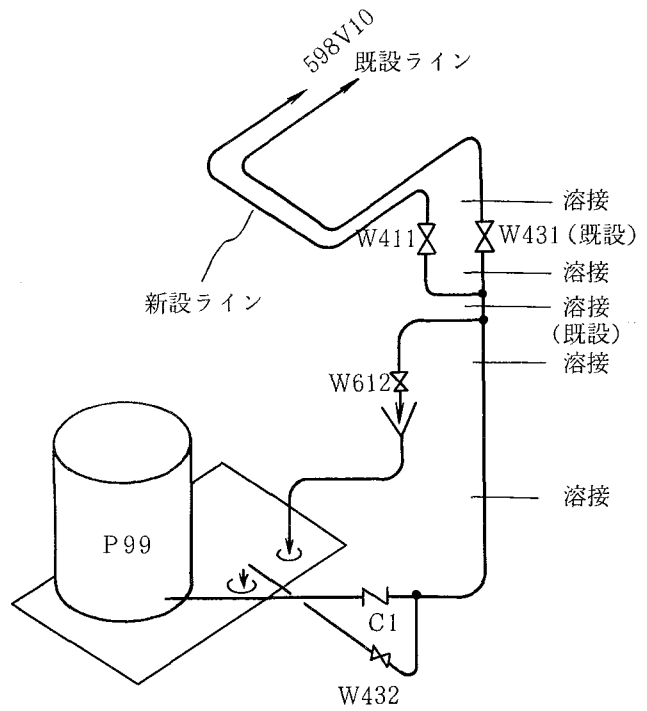 598V10
既設ライン
溶接
W411
W431(既設)
溶接
新設ライン
溶接
(既設)
溶接
W612
溶接
P99
C1
W432